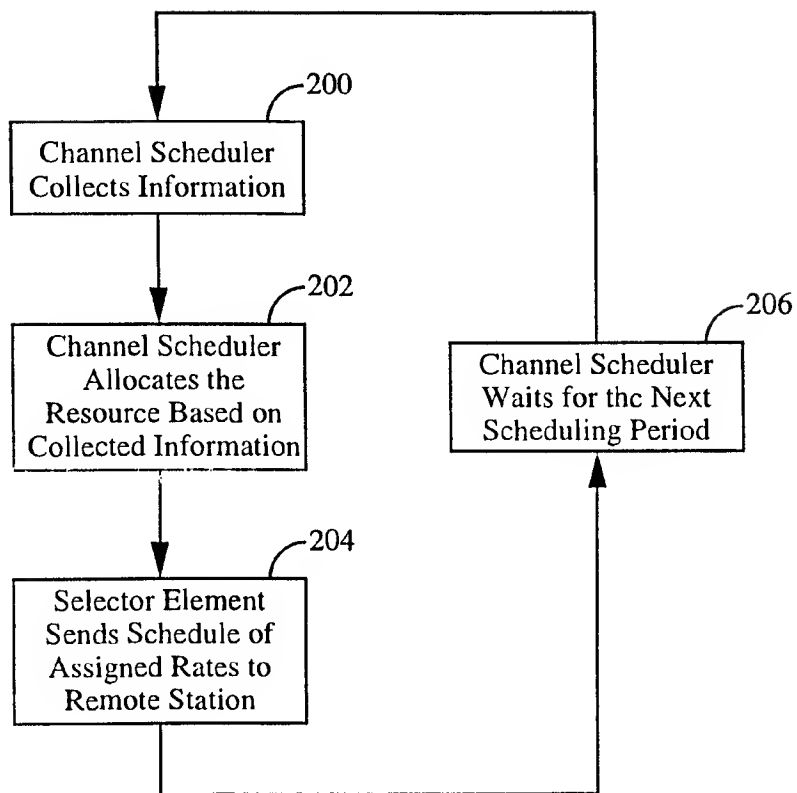 200
Channel Scheduler
Collects Information
202
Channel Scheduler
Allocates the
Resource Based on
Collected Information
204
Selector Element
Sends Schedule of
Assigned Rates to
Remote Station
206
Channel Scheduler
Waits for the Next
Scheduling Period